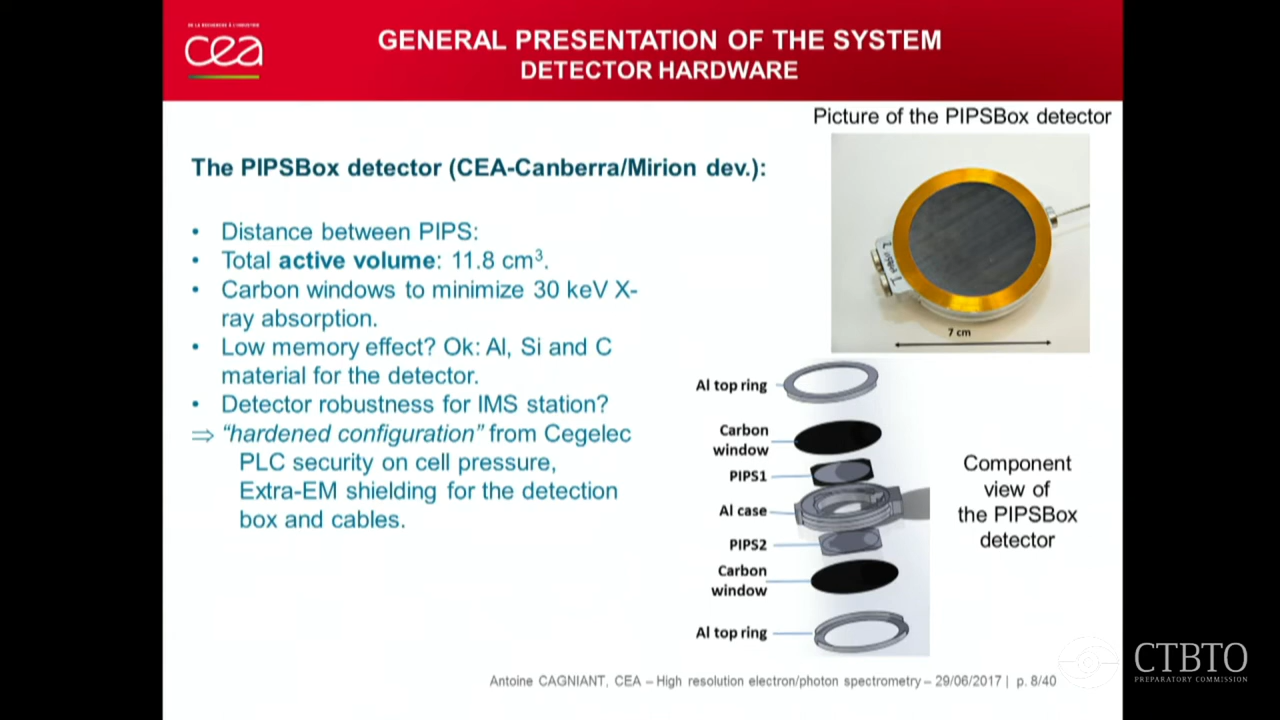 DE LA RECHERCHE À L'INDUSTRIE
cea
GENERAL PRESENTATION OF THE SYSTEM
DETECTOR HARDWARE
Picture of the PIPSBox detector
The PIPSBox detector (CEA-Canberra/Mirion dev.):
• Distance between PIPS:
• Total active volume: 11.8 cm³.
• Carbon windows to minimize 30 keV X-
ray absorption.
• Low memory effect? Ok: Al, Si and C
material for the detector.
• Detector robustness for IMS station?
⇒ “hardened configuration” from Cegelec
PLC security on cell pressure,
Extra-EM shielding for the detection
box and cables.
7 cm
Al top ring
Carbon
window
PIPS1
Al case
PIPS2
Carbon
window
Al top ring
Component
view of
the PIPSBox
detector
Antoine CAGNIANT, CEA – High resolution electron/photon spectrometry – 29/06/2017 | p. 8/40
CTBTO
PREPARATORY COMMISSION